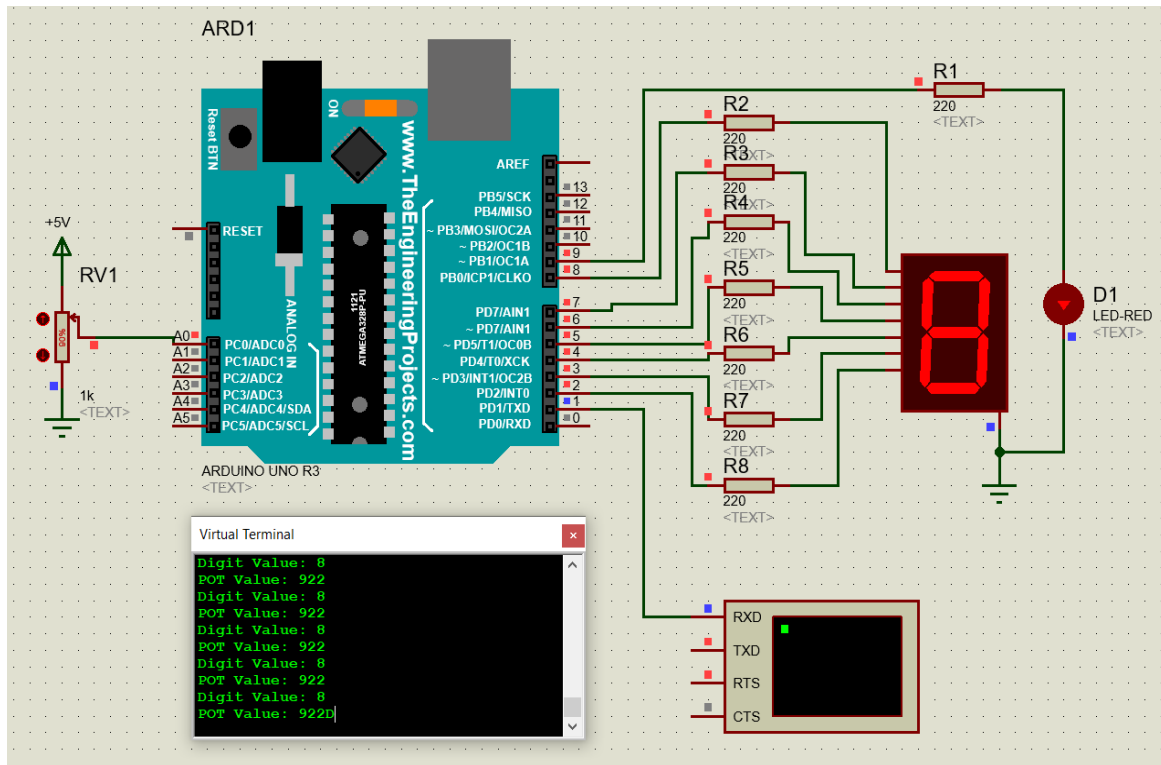 ARD1
ON
Reset BTN
www.TheEngineeringProjects.com
AREF
PB5/SCK
13
PB4/MISO
12
~ PB3/MOSI/OC2A
11
~ PB2/OC1B
10
~ PB1/OC1A
9
PB0/ICP1/CLKO
8
RESET
ANALOG IN
1121
ATMEGA328P-PU
PD7/AIN1
7
~ PD7/AIN1
6
~ PD5/T1/OC0B
5
PD4/T0/XCK
4
~ PD3/INT1/OC2B
3
PD2/INT0
2
PD1/TXD
1
PD0/RXD
0
A0
PC0/ADC0
A1
PC1/ADC1
A2
PC2/ADC2
A3
PC3/ADC3
A4
PC4/ADC4/SDA
A5
PC5/ADC5/SCL
ARDUINO UNO R3
<TEXT>
+5V
RV1
1k
<TEXT>
R1
220
<TEXT>
R2
220
<TEXT>
R3
220
<TEXT>
R4
220
<TEXT>
R5
220
<TEXT>
R6
220
<TEXT>
R7
220
<TEXT>
R8
220
<TEXT>
8
D1
LED-RED
<TEXT>
Virtual Terminal
Digit Value: 8
POT Value: 922
Digit Value: 8
POT Value: 922
Digit Value: 8
POT Value: 922
Digit Value: 8
POT Value: 922
Digit Value: 8
POT Value: 922D
RXD
TXD
RTS
CTS